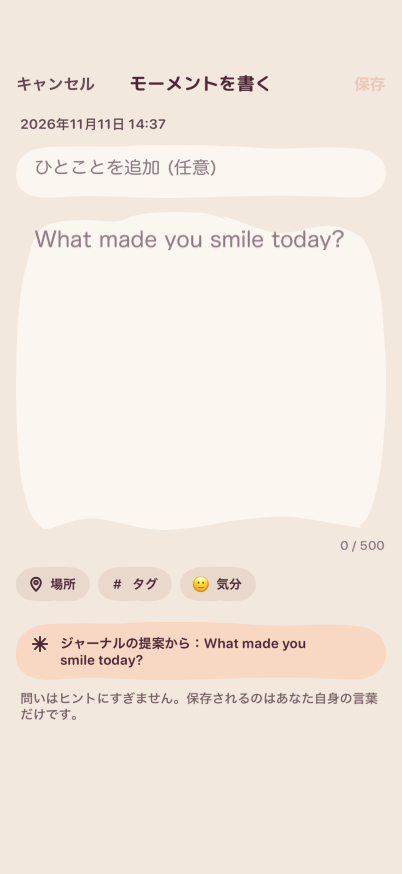 キャンセル モーメントを書く 保存
2026年11月11日 14:37
ひとことを追加 (任意)
What made you smile today?
0 / 500
場所 # タグ 気分
ジャーナルの提案から：What made you
smile today?
問いはヒントにすぎません。保存されるのはあなた自身の言葉
だけです。